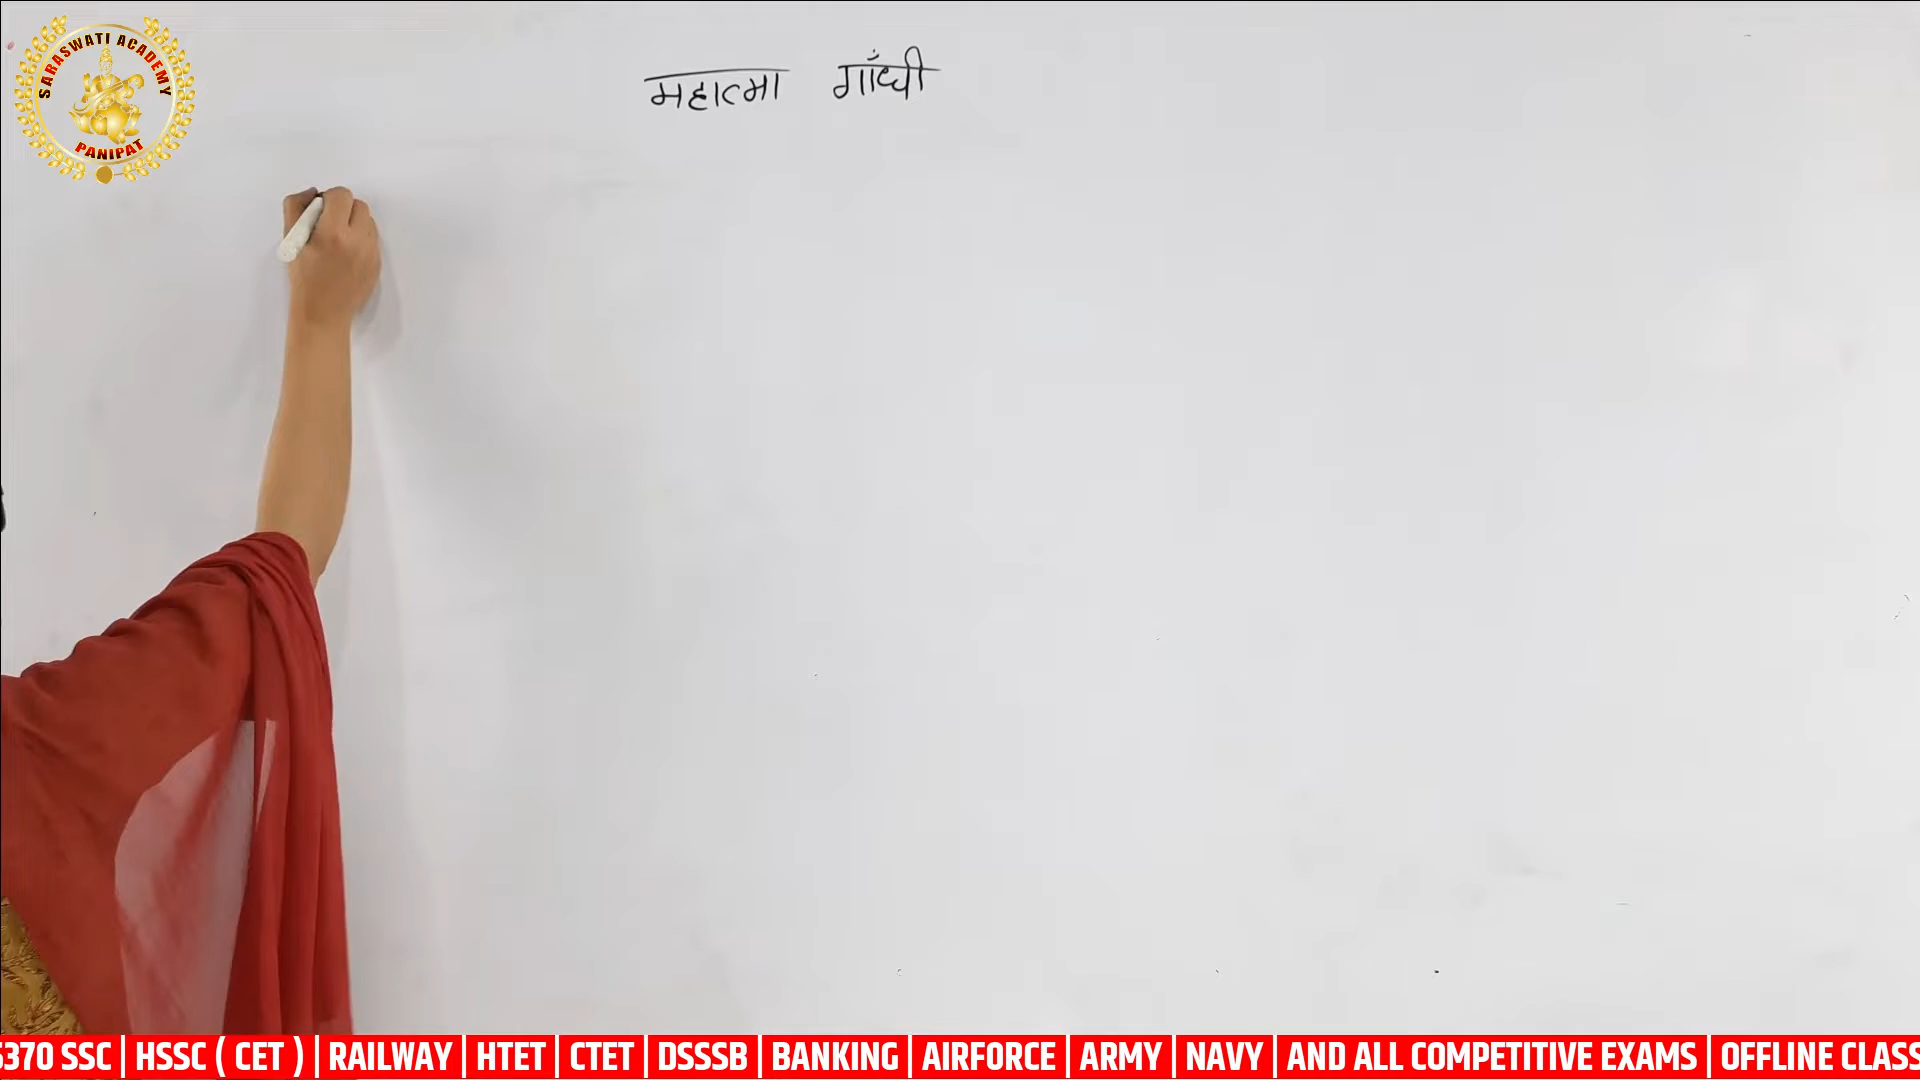 SARASWATI ACADEMY
PANIPAT
महात्मा गाँधी
5370 SSC | HSSC ( CET ) | RAILWAY | HTET | CTET | DSSSB | BANKING | AIRFORCE | ARMY | NAVY | AND ALL COMPETITIVE EXAMS | OFFLINE CLASS